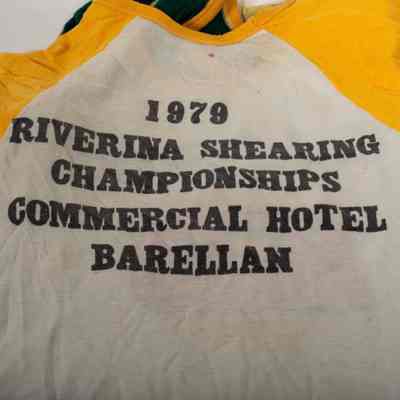 1979
RIVERINA SHEARING
CHAMPIONSHIPS
COMMERCIAL HOTEL
BARELLAN